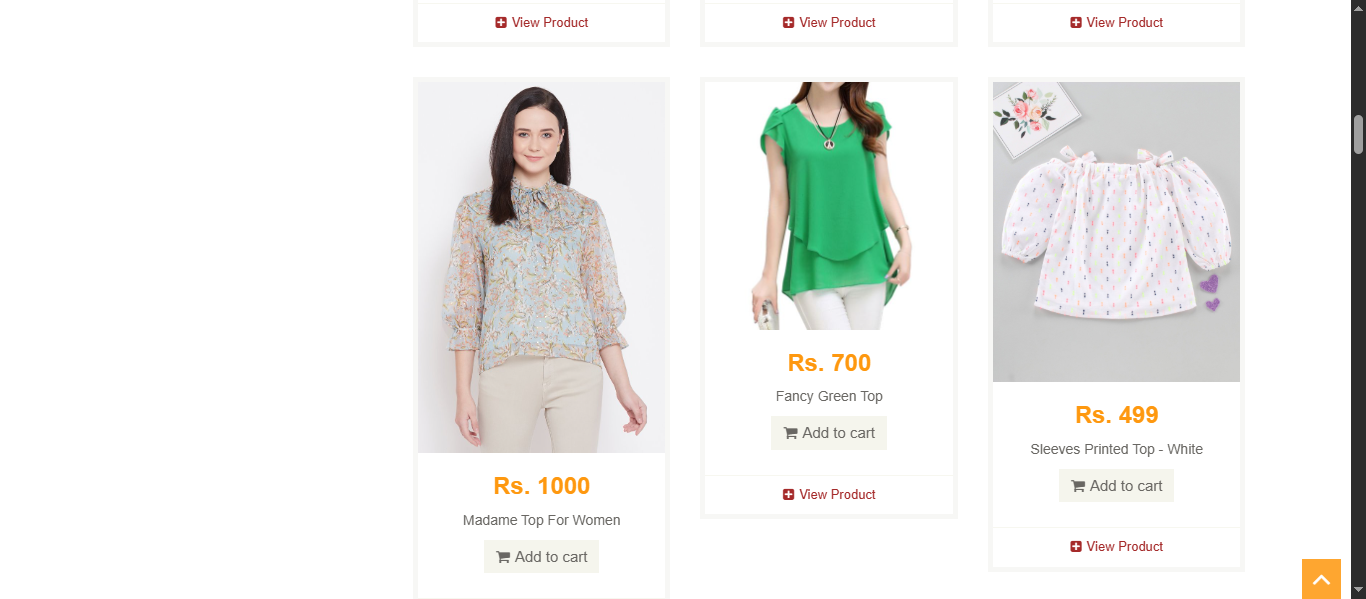 View Product
View Product
View Product
Rs. 1000
Madame Top For Women
Add to cart
Rs. 700
Fancy Green Top
Add to cart
View Product
Rs. 499
Sleeves Printed Top - White
Add to cart
View Product